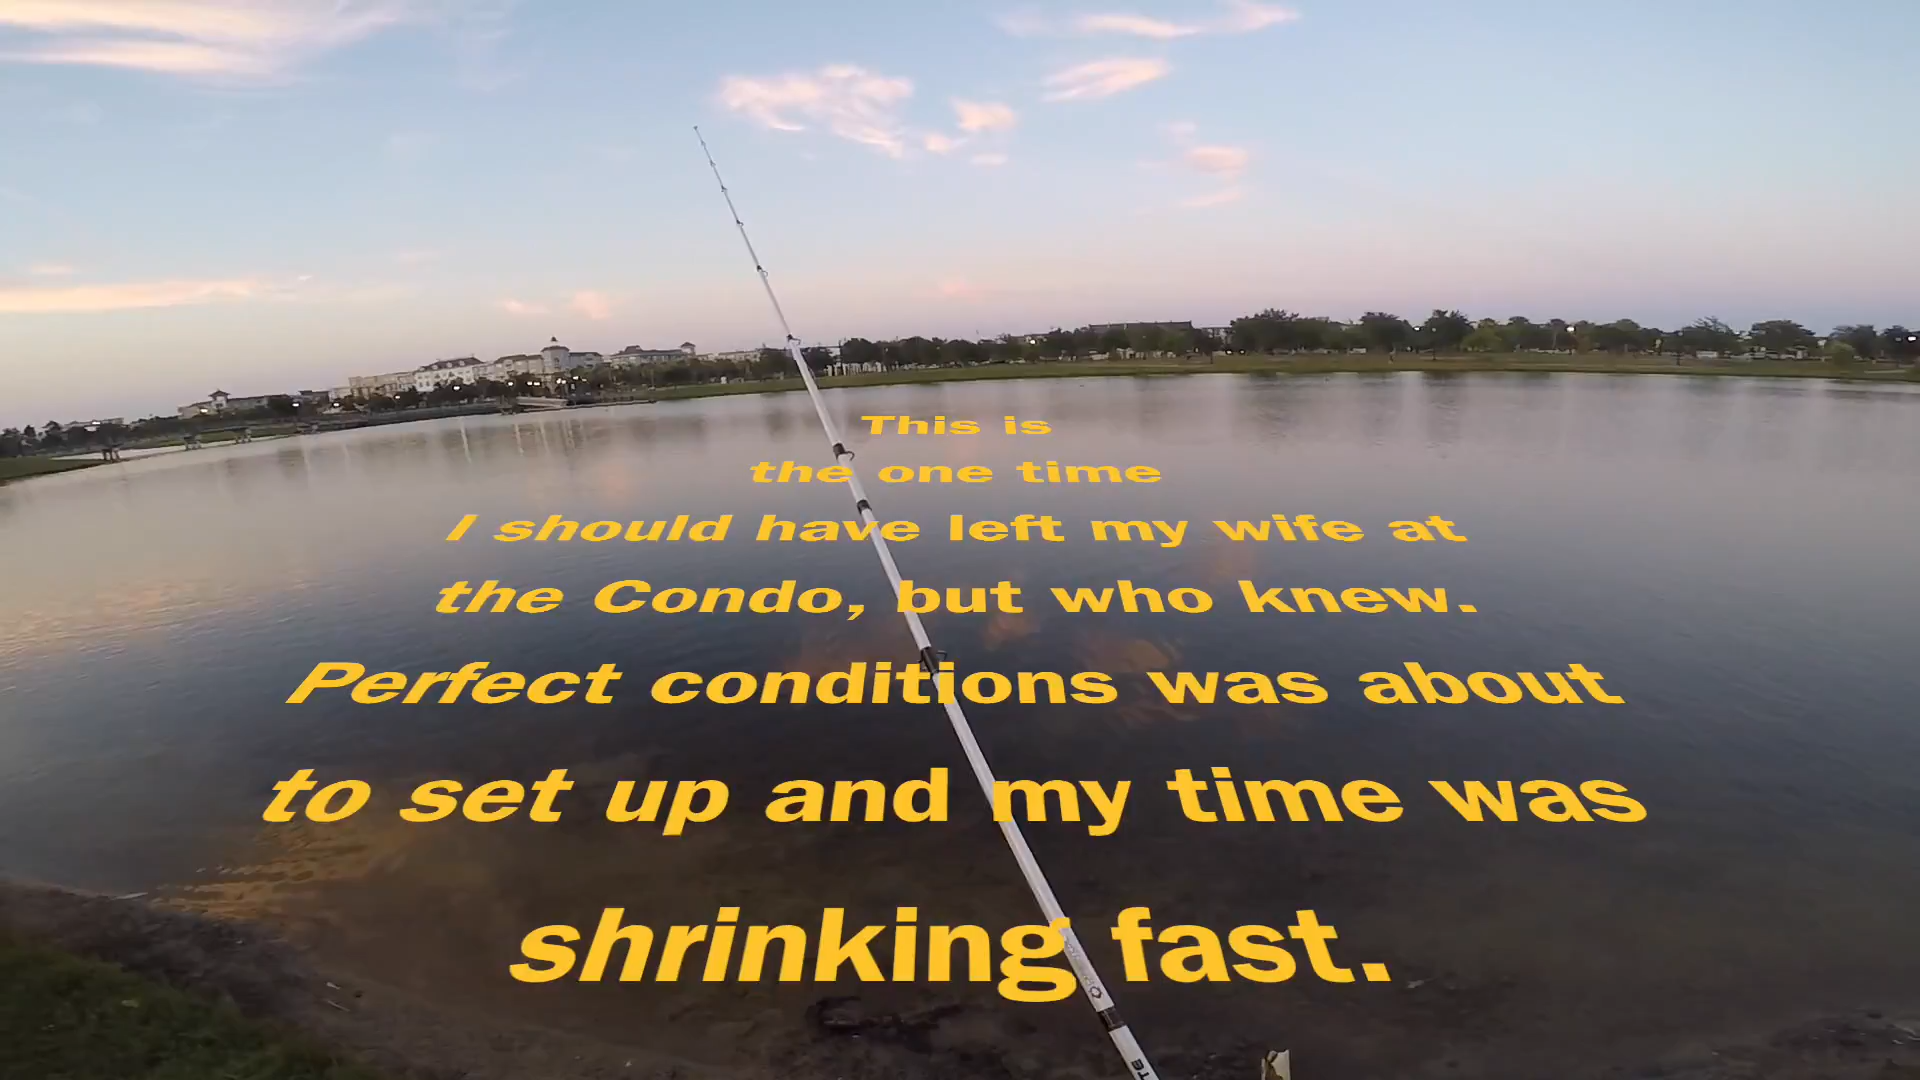 This is
the one time
I should have left my wife at
the Condo, but who knew.
Perfect conditions was about
to set up and my time was
shrinking fast.
TE